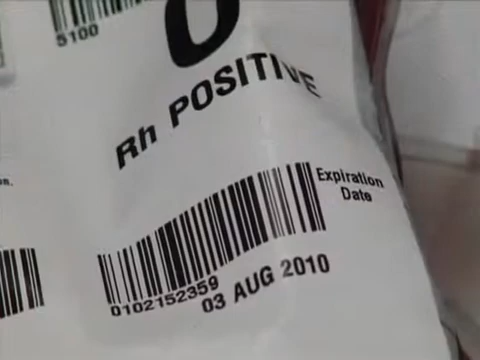 5100
O
Rh POSITIVE
Expiration
Date
0102152359
03 AUG 2010